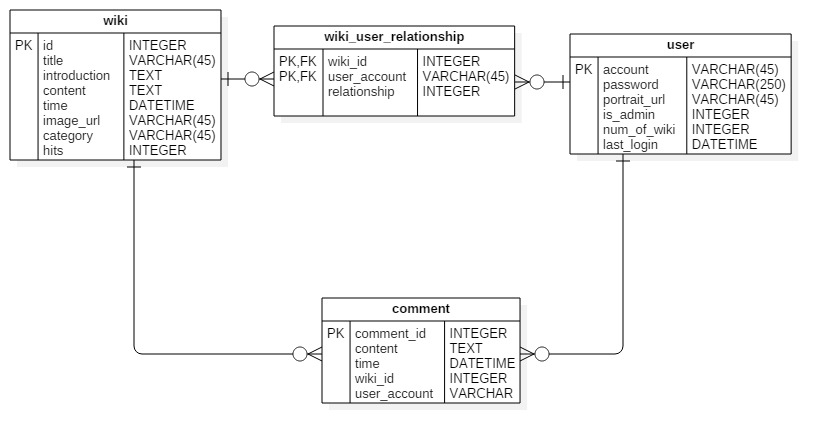 wiki
PK id INTEGER
title VARCHAR(45)
introduction TEXT
content TEXT
time DATETIME
image_url VARCHAR(45)
category VARCHAR(45)
hits INTEGER
wiki_user_relationship
PK,FK wiki_id INTEGER
PK,FK user_account VARCHAR(45)
relationship INTEGER
user
PK account VARCHAR(45)
password VARCHAR(250)
portrait_url VARCHAR(45)
is_admin INTEGER
num_of_wiki INTEGER
last_login DATETIME
comment
PK comment_id INTEGER
content TEXT
time DATETIME
wiki_id INTEGER
user_account VARCHAR